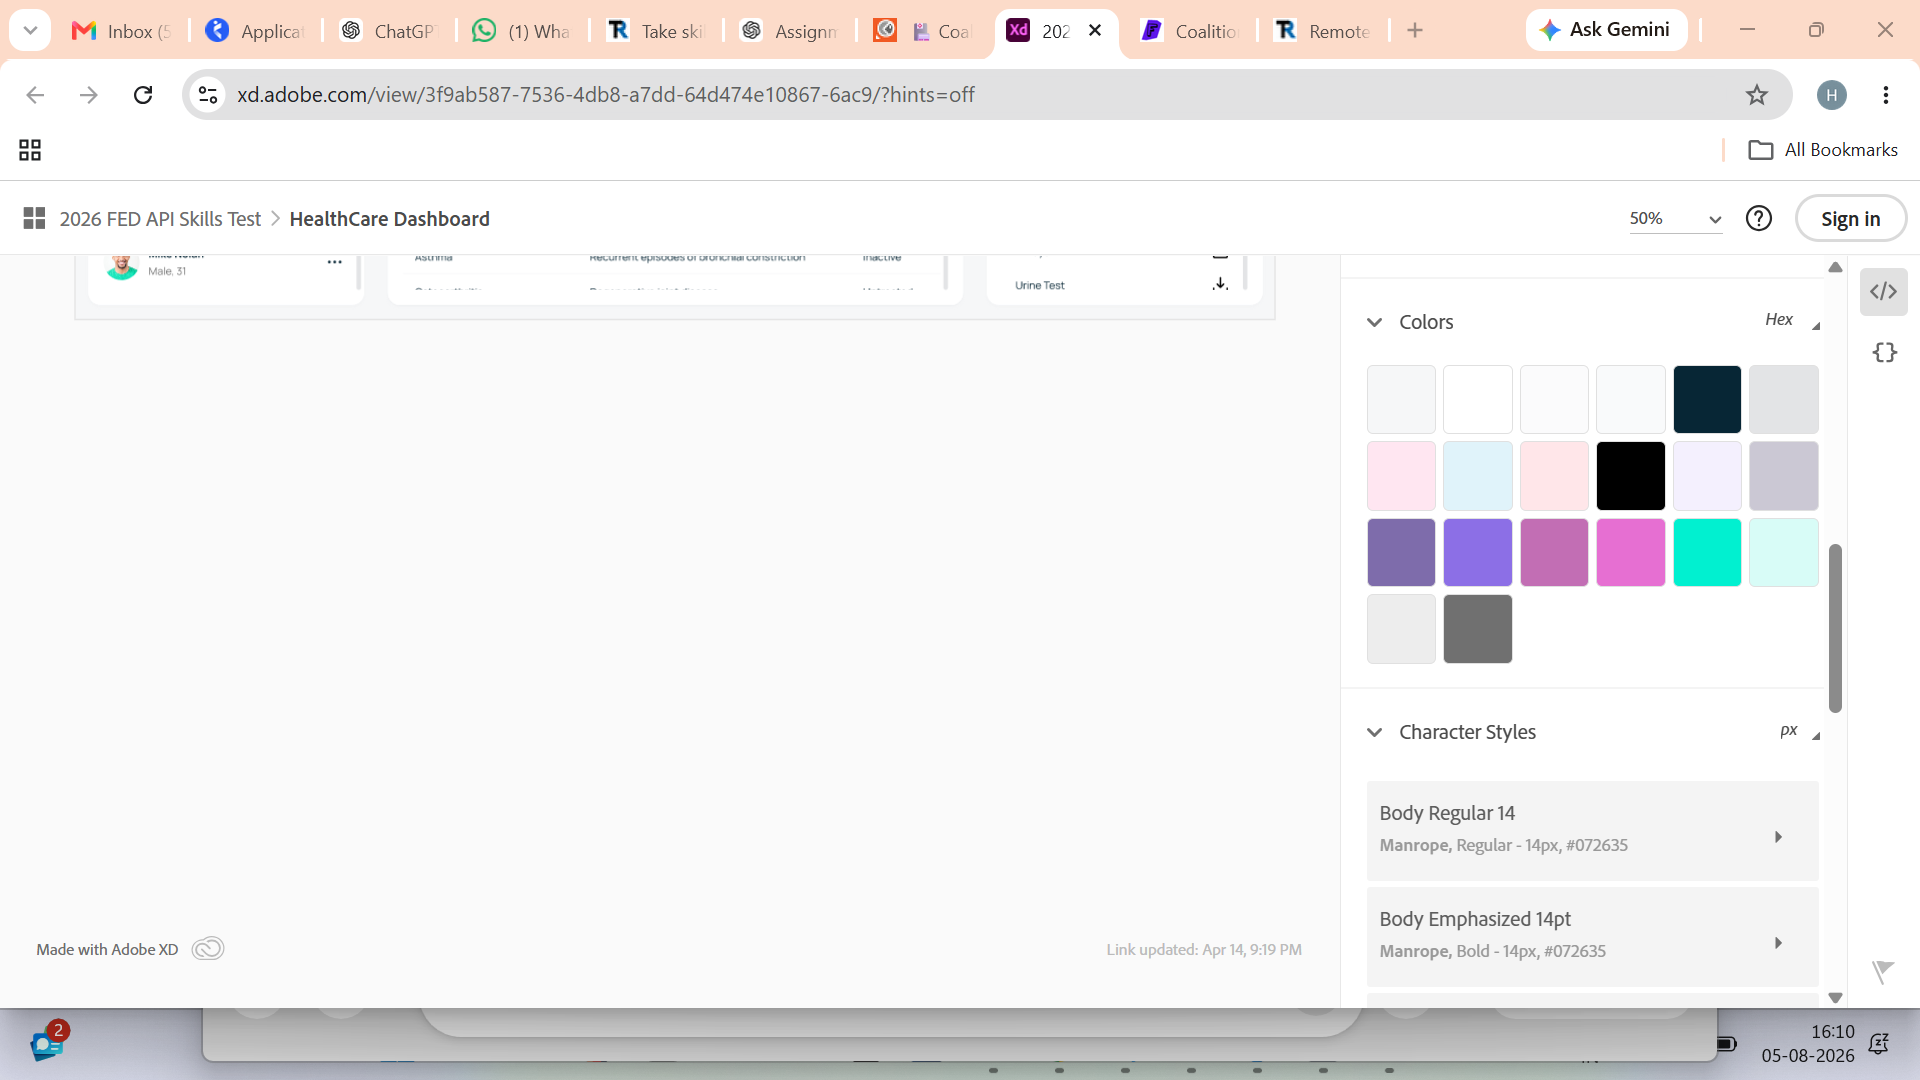 Inbox (5
Applicat
ChatGP
(1) Wha
Take skil
Assignm
Coal
Xd
202
Coalitio
Remote
Ask Gemini
xd.adobe.com/view/3f9ab587-7536-4db8-a7dd-64d474e10867-6ac9/?hints=off
H
All Bookmarks
2026 FED API Skills Test
HealthCare Dashboard
50%
Sign in
Male, 31
Asthma
Recurrent episodes of bronchial constriction
Inactive
Urine Test
Colors
Hex
Character Styles
px
Body Regular 14
Manrope, Regular - 14px, #072635
Body Emphasized 14pt
Manrope, Bold - 14px, #072635
Made with Adobe XD
Link updated: Apr 14, 9:19 PM
2
16:10
05-08-2026